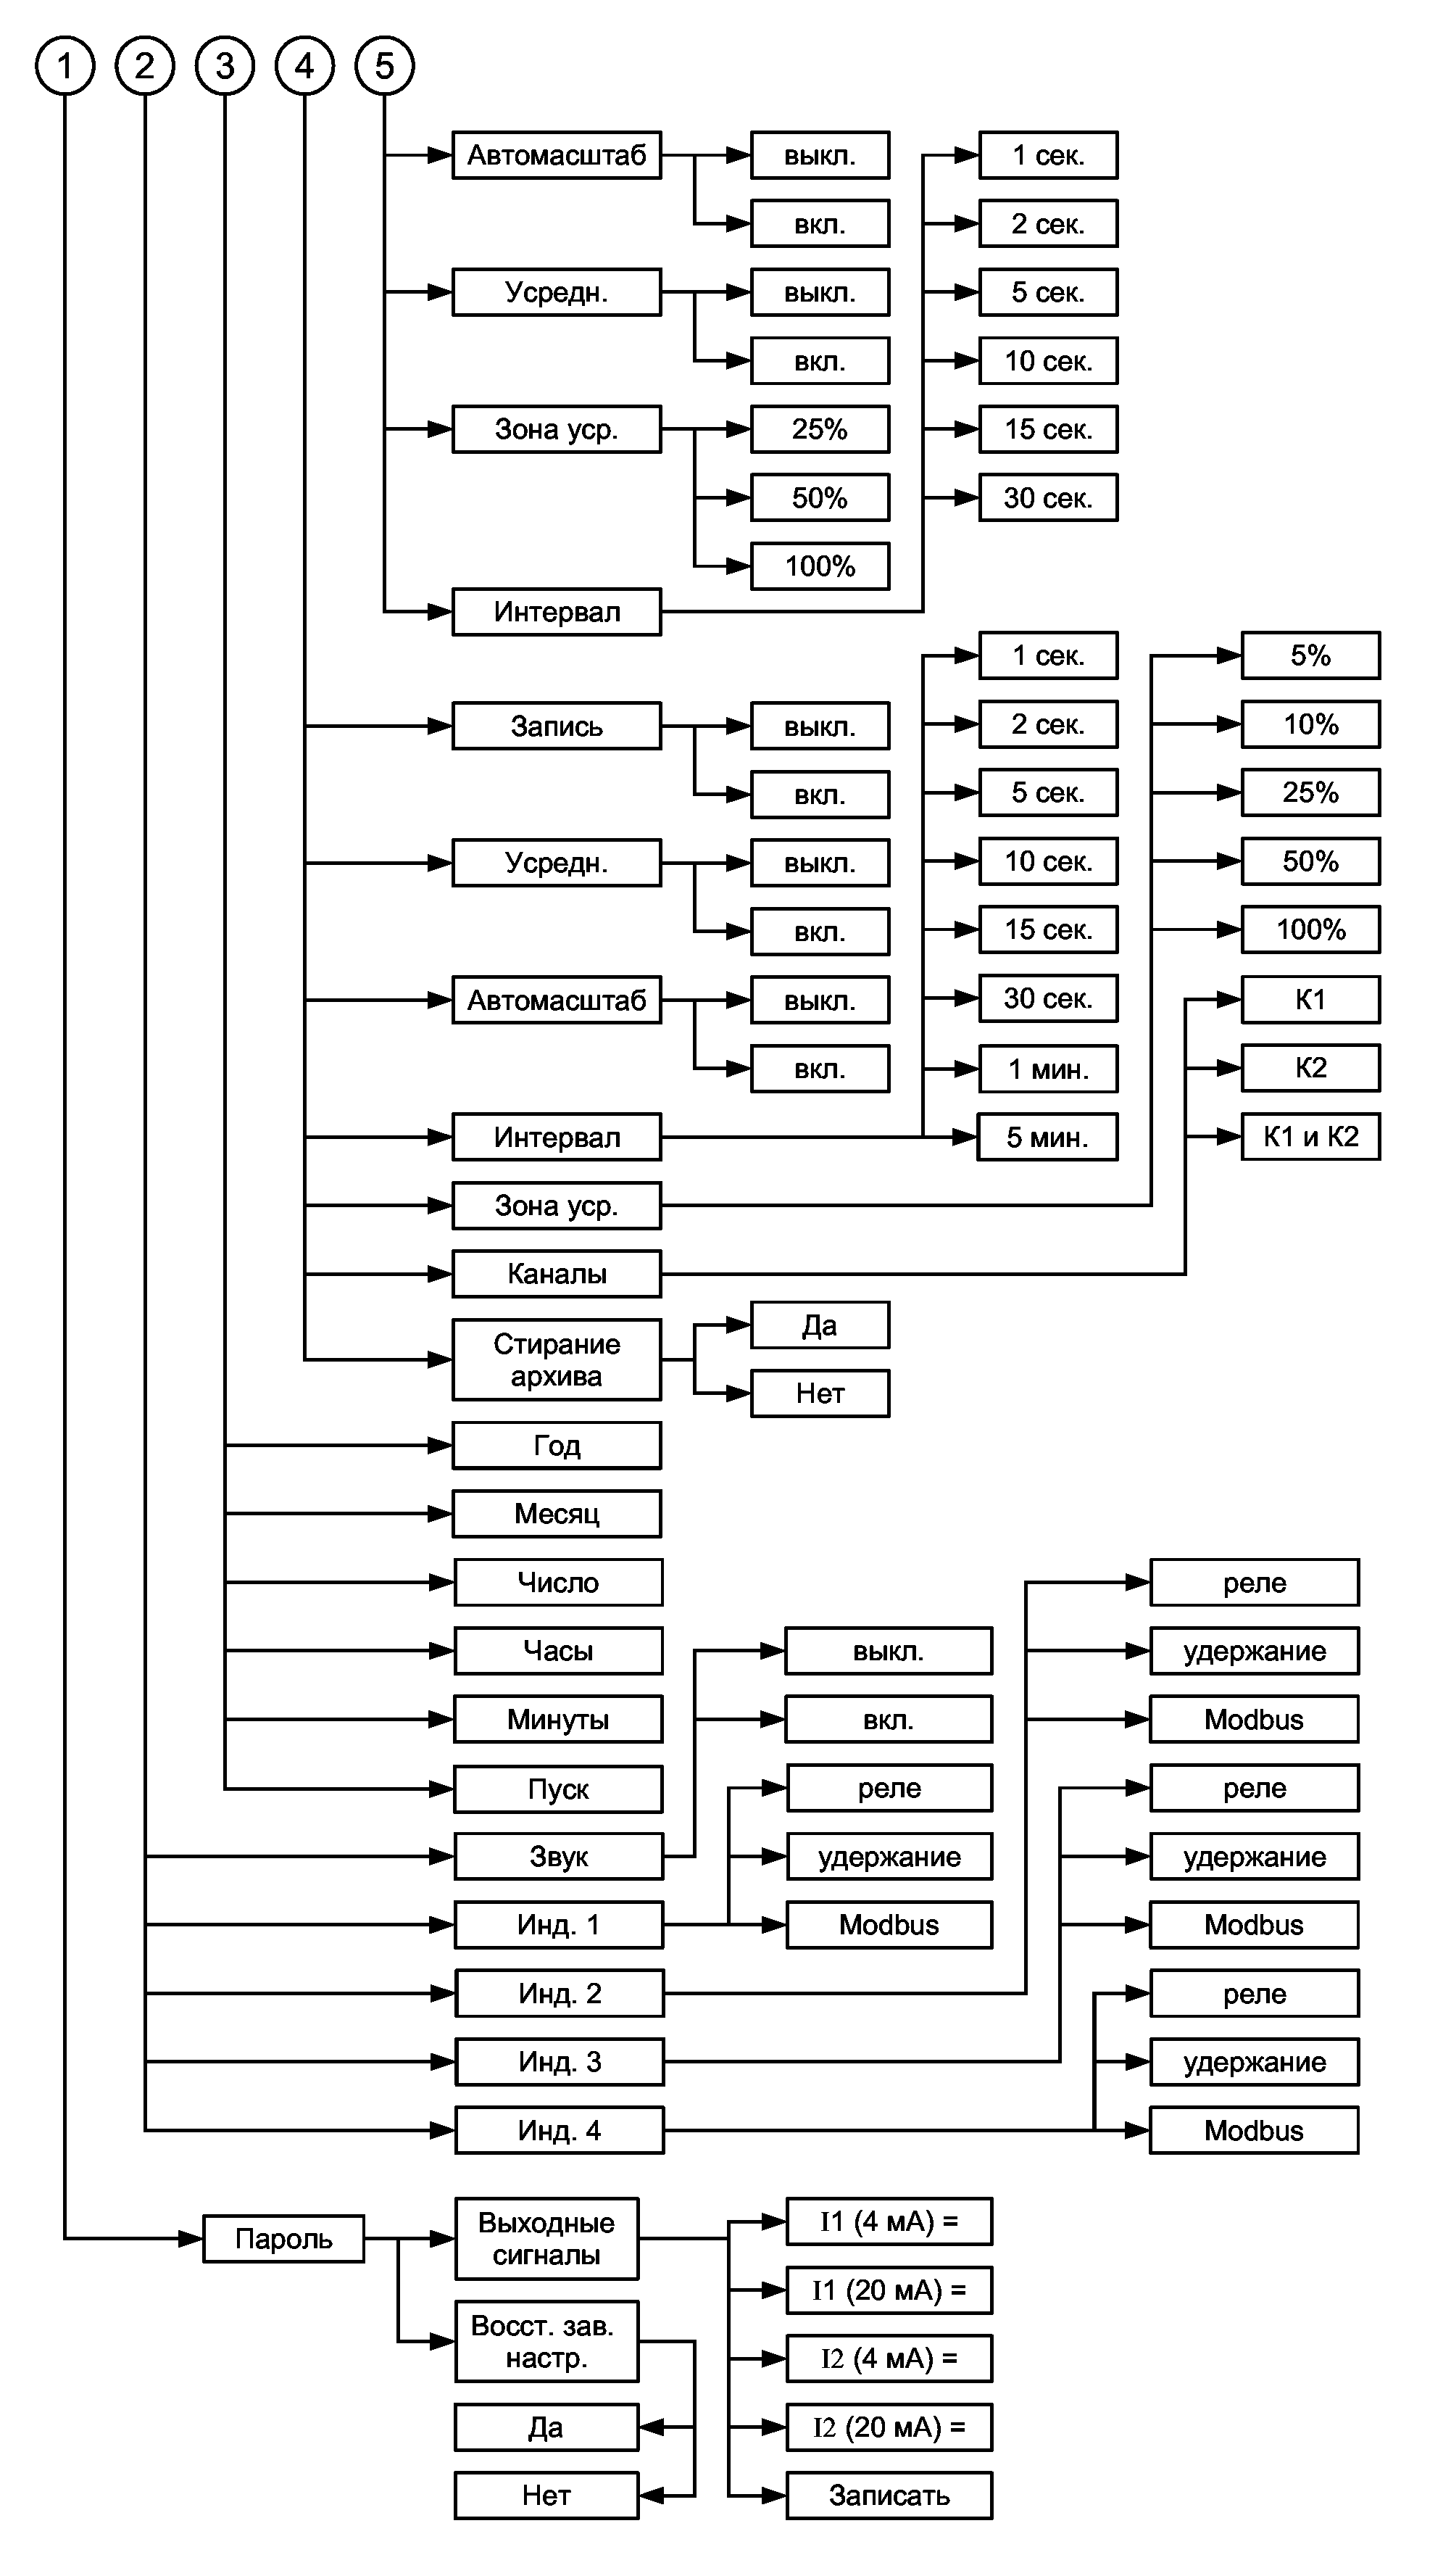 1 2 3 4 5
Автомасштаб выкл. 1 сек.
вкл. 2 сек.
Усредн. выкл. 5 сек.
вкл. 10 сек.
Зона уср. 25% 15 сек.
50% 30 сек.
100%
Интервал
1 сек. 5%
Запись выкл. 2 сек. 10%
вкл. 5 сек. 25%
Усредн. выкл. 10 сек. 50%
вкл. 15 сек. 100%
Автомасштаб выкл. 30 сек. К1
вкл. 1 мин. К2
Интервал 5 мин. К1 и К2
Зона уср.
Каналы
Да
Стирание
архива
Нет
Год
Месяц
Число реле
Часы выкл. удержание
Минуты вкл. Modbus
Пуск реле реле
Звук удержание удержание
Инд. 1 Modbus Modbus
Инд. 2 реле
Инд. 3 удержание
Инд. 4 Modbus
Пароль
Выходные
сигналы
I1 (4 мА) =
I1 (20 мА) =
Восст. зав.
настр.
I2 (4 мА) =
Да I2 (20 мА) =
Нет Записать